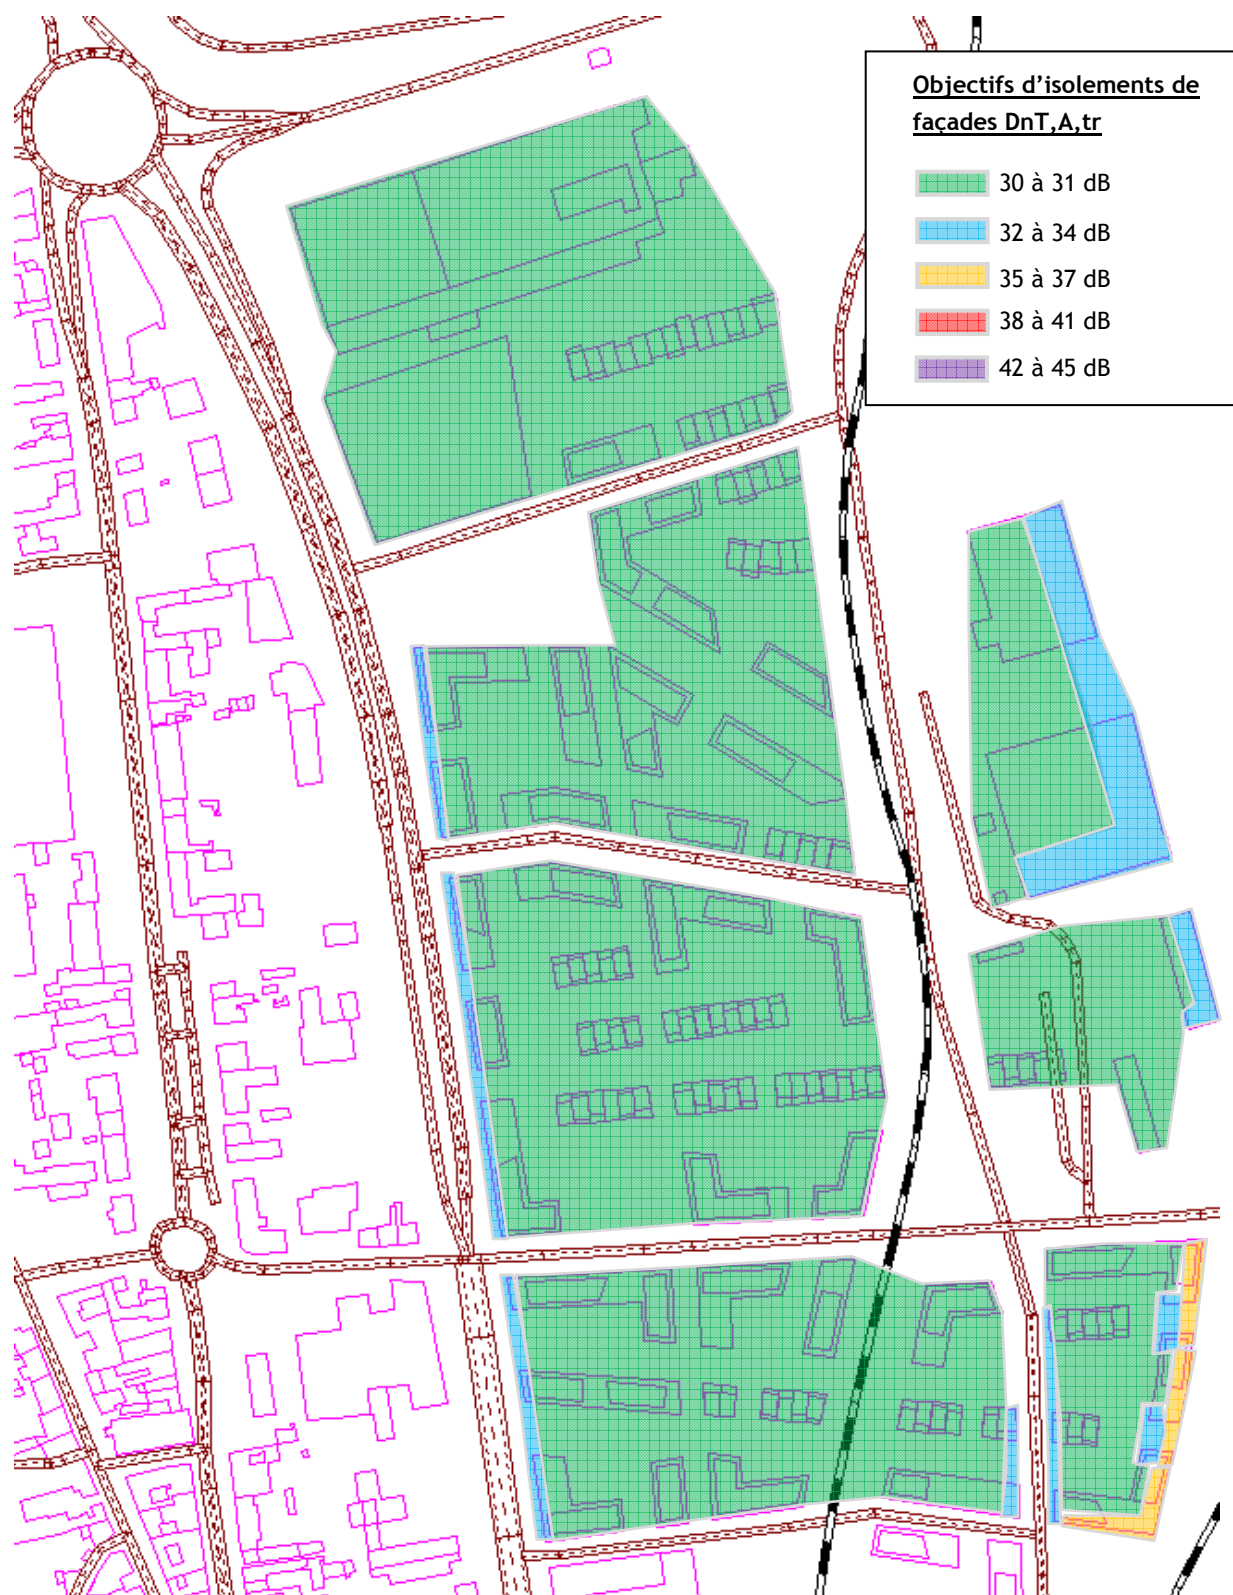 Objectifs d’isolements de
façades DnT,A,tr
30 à 31 dB
32 à 34 dB
35 à 37 dB
38 à 41 dB
42 à 45 dB